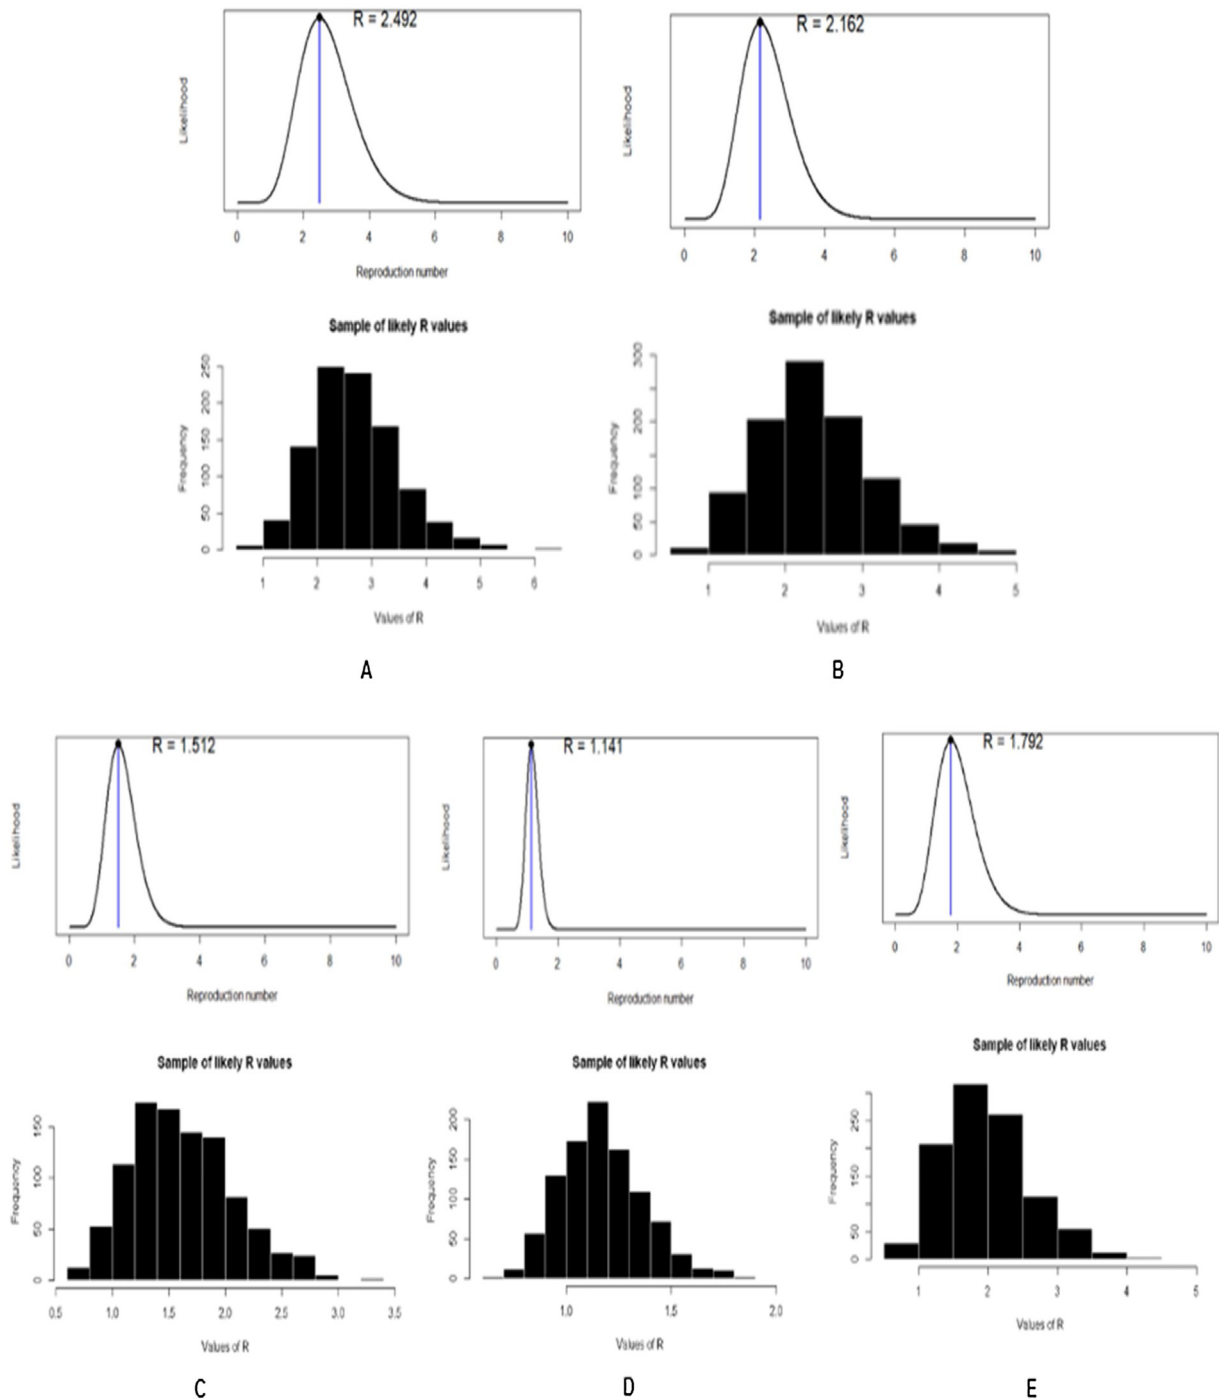 R = 2.492
Likelihood
0 2 4 6 8 10
Reproduction number
R = 2.162
Likelihood
0 2 4 6 8 10
Sample of likely R values
Frequency
0 50 100 150 200 250
1 2 3 4 5 6
Values of R
A
Sample of likely R values
Frequency
0 50 100 200 300
1 2 3 4 5
Values of R
B
R = 1.512
Likelihood
0 2 4 6 8 10
Reproduction number
R = 1.141
Likelihood
0 2 4 6 8 10
Reproduction number
R = 1.792
Likelihood
0 2 4 6 8 10
Reproduction number
Sample of likely R values
Frequency
0 50 100 150
0.5 1.0 1.5 2.0 2.5 3.0 3.5
Values of R
C
Sample of likely R values
Frequency
0 50 100 150 200
1.0 1.5 2.0
Values of R
D
Sample of likely R values
Frequency
0 50 150 250
1 2 3 4 5
Values of R
E